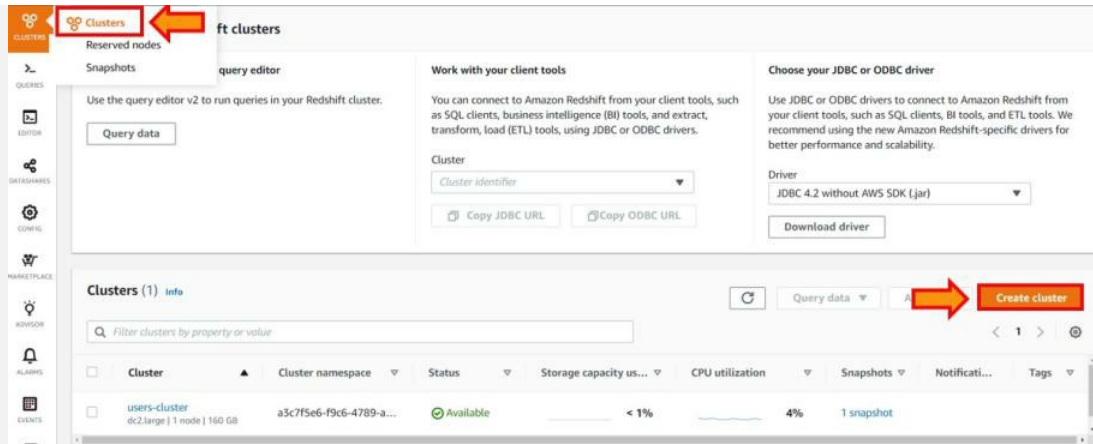 CLUSTERS
Clusters
Reserved nodes
Snapshots
ft clusters
QUERIES
EDITOR
DATASHARES
CONFIG
MARKETPLACE
ADVISOR
ALARMS
EVENTS
query editor
Use the query editor v2 to run queries in your Redshift cluster.
Query data
Work with your client tools
You can connect to Amazon Redshift from your client tools, such
as SQL clients, business intelligence (BI) tools, and extract,
transform, load (ETL) tools, using JDBC or ODBC drivers.
Cluster
Cluster identifier
Copy JDBC URL
Copy ODBC URL
Choose your JDBC or ODBC driver
Use JDBC or ODBC drivers to connect to Amazon Redshift from
your client tools, such as SQL clients, BI tools, and ETL tools. We
recommend using the new Amazon Redshift-specific drivers for
better performance and scalability.
Driver
JDBC 4.2 without AWS SDK (.jar)
Download driver
Clusters (1) Info
Query data
A
Create cluster
Filter clusters by property or value
1
Cluster Cluster namespace Status Storage capacity us... CPU utilization Snapshots Notificati... Tags
users-cluster a3c7f5e6-f9c6-4789-a... Available < 1% 4% 1 snapshot
dc2.large | 1 node | 160 GB